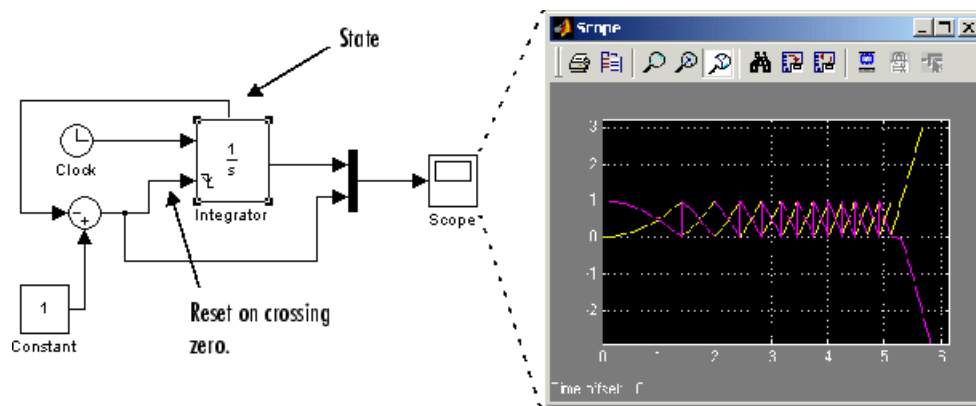 State
Clock
1
s
Integrator
-
+
Scope
1
Constant
Reset on crossing
zero.
Scope
3
2
1
0
-1
-2
0
1
2
3
4
5
6
Time offset: 0